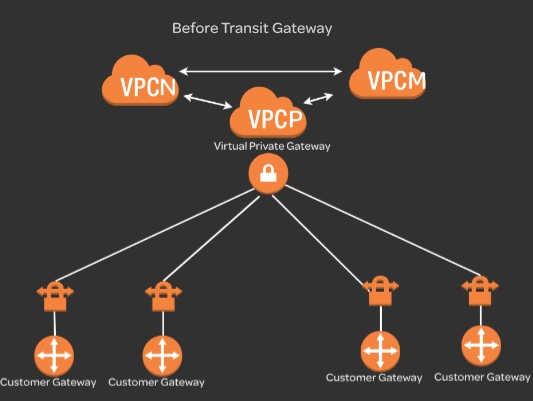 Before Transit Gateway
VPCN
VPCM
VPCP
Virtual Private Gateway
Customer Gateway
Customer Gateway
Customer Gateway
Customer Gateway